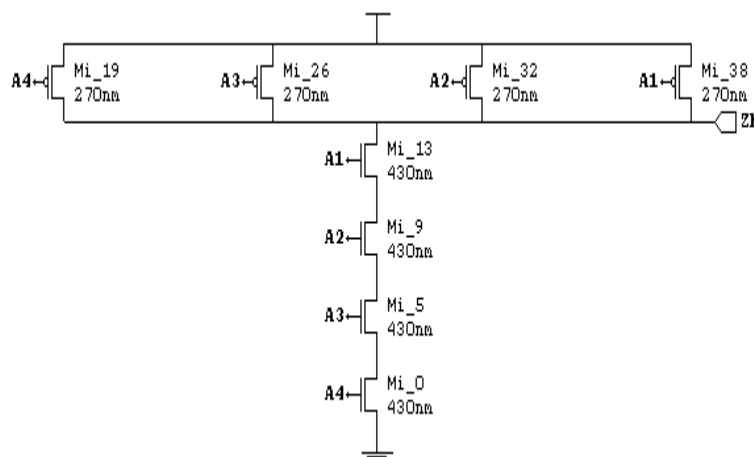 A4 Mi_19
270nm
A3 Mi_26
270nm
A2 Mi_32
270nm
A1 Mi_38
270nm
A1 Mi_13
430nm
A2 Mi_9
430nm
A3 Mi_5
430nm
A4 Mi_0
430nm